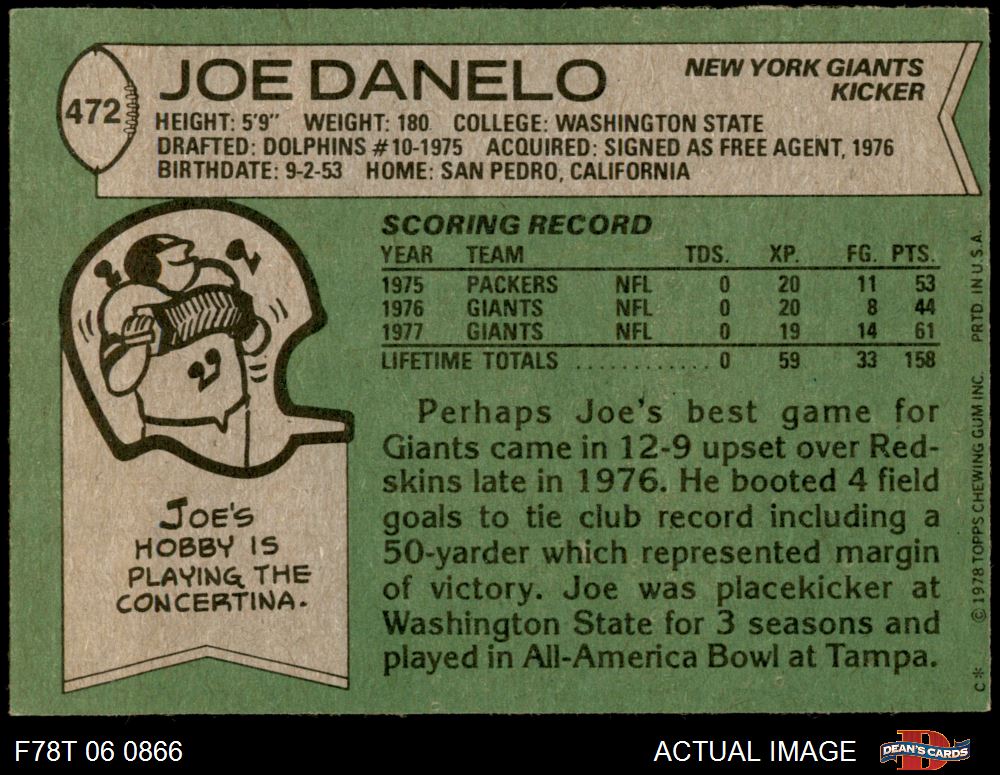 472
JOE DANELO
NEW YORK GIANTS
KICKER
HEIGHT: 5'9" WEIGHT: 180 COLLEGE: WASHINGTON STATE
DRAFTED: DOLPHINS #10-1975 ACQUIRED: SIGNED AS FREE AGENT, 1976
BIRTHDATE: 9-2-53 HOME: SAN PEDRO, CALIFORNIA
SCORING RECORD
YEAR TEAM TDS. XP. FG. PTS.
1975 PACKERS NFL 0 20 11 53
1976 GIANTS NFL 0 20 8 44
1977 GIANTS NFL 0 19 14 61
LIFETIME TOTALS ............ 0 59 33 158
Perhaps Joe's best game for
Giants came in 12-9 upset over Red-
skins late in 1976. He booted 4 field
goals to tie club record including a
50-yarder which represented margin
of victory. Joe was placekicker at
Washington State for 3 seasons and
played in All-America Bowl at Tampa.
JOE'S
HOBBY IS
PLAYING THE
CONCERTINA.
C* © 1978 TOPPS CHEWING GUM INC. PRTD. IN U.S.A.
F78T 06 0866
ACTUAL IMAGE
DEAN'S CARDS